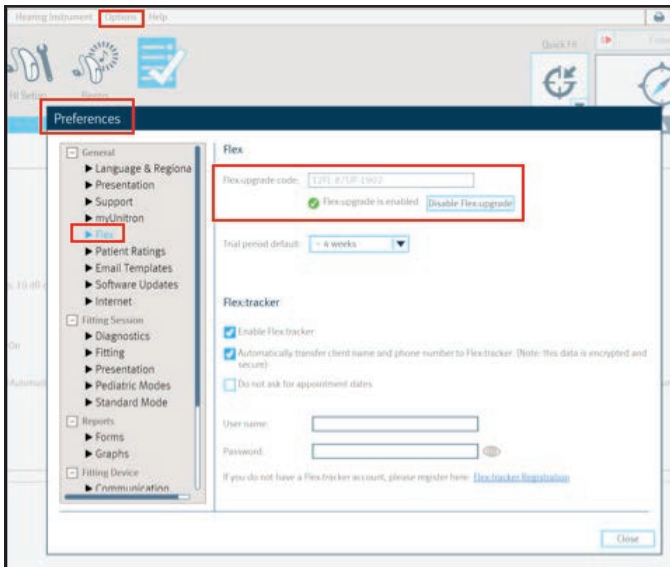 Hearing Instrument Options Help
Quick Fit
HI Setup
Preferences
General
Language & Regiona
Presentation
Support
myUnitron
Flex
Patient Ratings
Email Templates
Software Updates
Internet
Fitting Session
Diagnostics
Fitting
Presentation
Pediatric Modes
Standard Mode
Reports
Forms
Graphs
Fitting Device
Communication
Flex
Flex:upgrade code:
Flex:upgrade is enabled Disable Flex:upgrade
Trial period default: ~ 4 weeks
Flex:tracker
Enable Flex:tracker
Automatically transfer client name and phone number to Flex:tracker. (Note: this data is encrypted and
secure)
Do not ask for appointment dates
User name:
Password:
If you do not have a Flex:tracker account, please register here: Flex:tracker Registration
Close